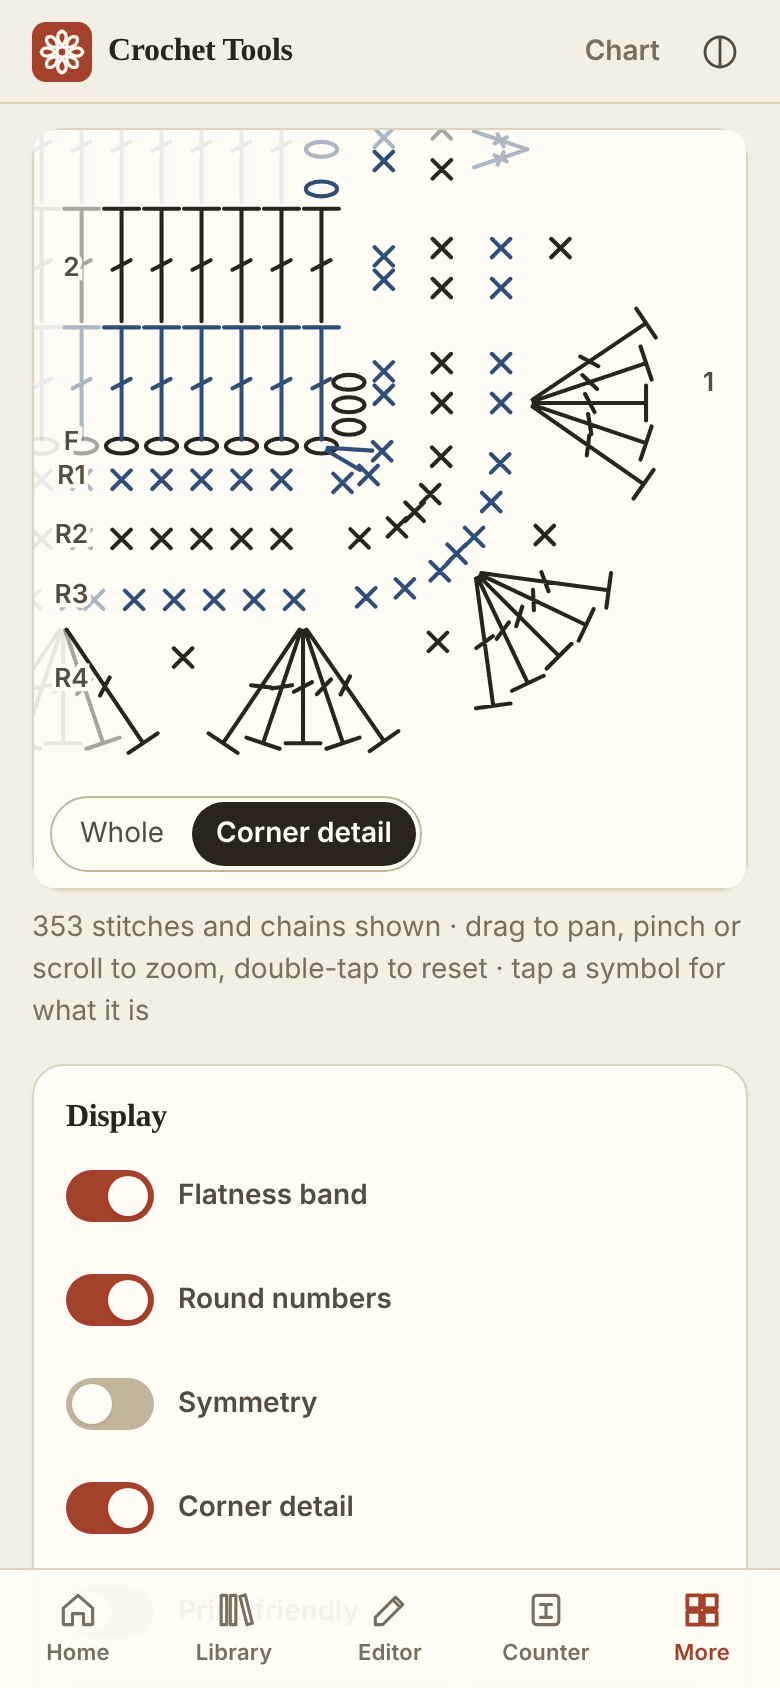 Crochet Tools
Chart
2
1
F
R1
R2
R3
R4
Whole
Corner detail
353 stitches and chains shown · drag to pan, pinch or
scroll to zoom, double-tap to reset · tap a symbol for
what it is
Display
Flatness band
Round numbers
Symmetry
Corner detail
Print friendly
Home
Library
Editor
Counter
More